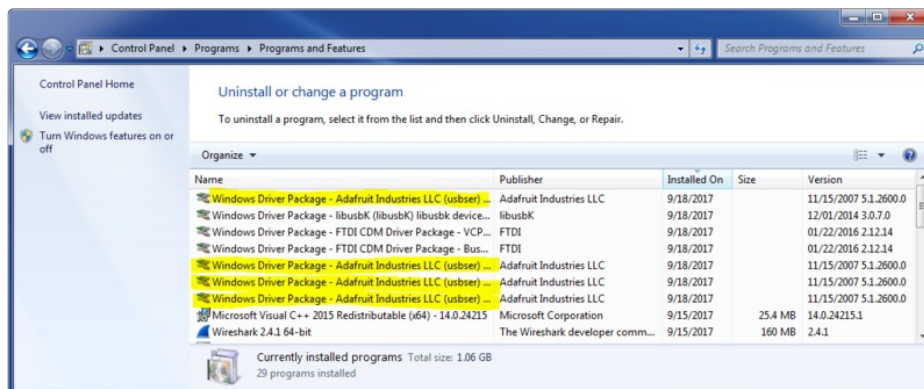 Control Panel Programs Programs and Features Search Programs and Features
Control Panel Home
View installed updates
Turn Windows features on or
off
Uninstall or change a program
To uninstall a program, select it from the list and then click Uninstall, Change, or Repair.
Organize
Name Publisher Installed On Size Version
Windows Driver Package - Adafruit Industries LLC (usbser) ... Adafruit Industries LLC 9/18/2017 11/15/2007 5.1.2600.0
Windows Driver Package - libusbK (libusbK) libusbk device... libusbK 9/18/2017 12/01/2014 3.0.7.0
Windows Driver Package - FTDI CDM Driver Package - VCP... FTDI 9/18/2017 01/22/2016 2.12.14
Windows Driver Package - FTDI CDM Driver Package - Bus... FTDI 9/18/2017 01/22/2016 2.12.14
Windows Driver Package - Adafruit Industries LLC (usbser) ... Adafruit Industries LLC 9/18/2017 11/15/2007 5.1.2600.0
Windows Driver Package - Adafruit Industries LLC (usbser) ... Adafruit Industries LLC 9/18/2017 11/15/2007 5.1.2600.0
Windows Driver Package - Adafruit Industries LLC (usbser) ... Adafruit Industries LLC 9/18/2017 11/15/2007 5.1.2600.0
Microsoft Visual C++ 2015 Redistributable (x64) - 14.0.24215 Microsoft Corporation 9/15/2017 25.4 MB 14.0.24215.1
Wireshark 2.4.1 64-bit The Wireshark developer comm... 9/15/2017 160 MB 2.4.1
Currently installed programs Total size: 1.06 GB
29 programs installed